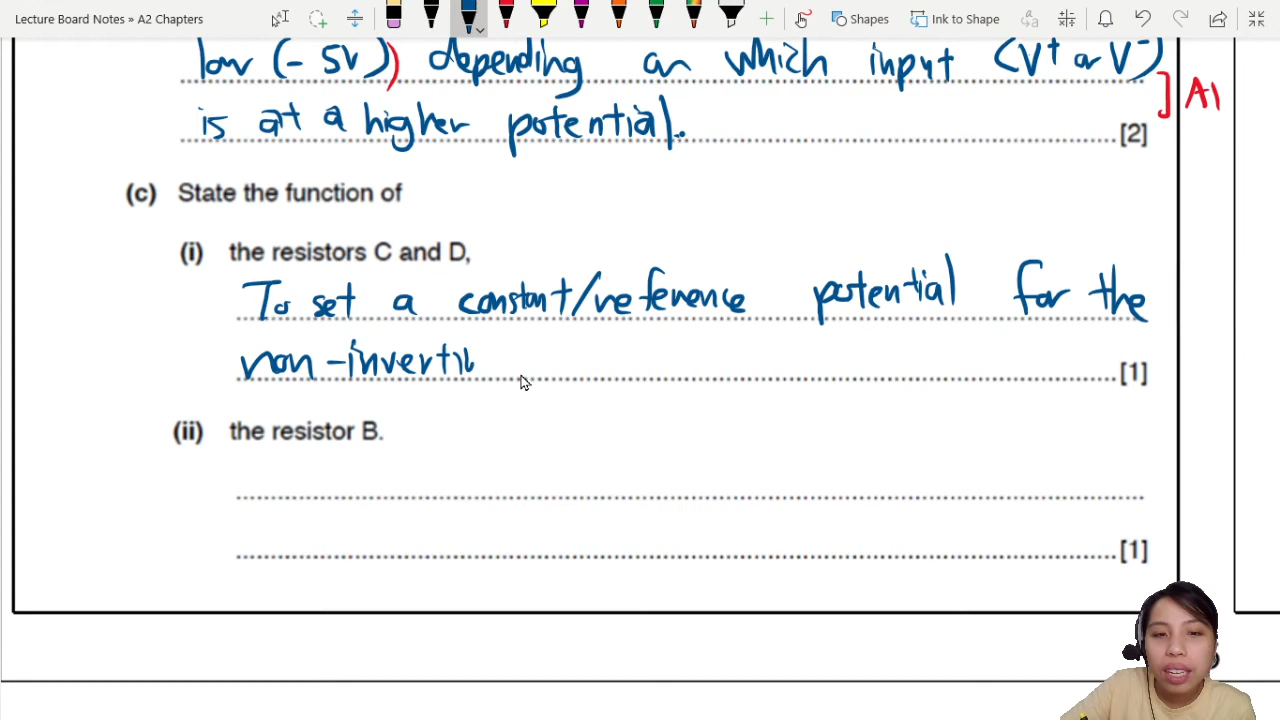 Lecture Board Notes » A2 Chapters
Shapes
Ink to Shape
low (- 5V)) depending on which input (V+ or V-)
] A1
is at a higher potential.
[2]
(c) State the function of
(i) the resistors C and D,
To set a constant/reference potential for the
non-inverti
[1]
(ii) the resistor B.
[1]